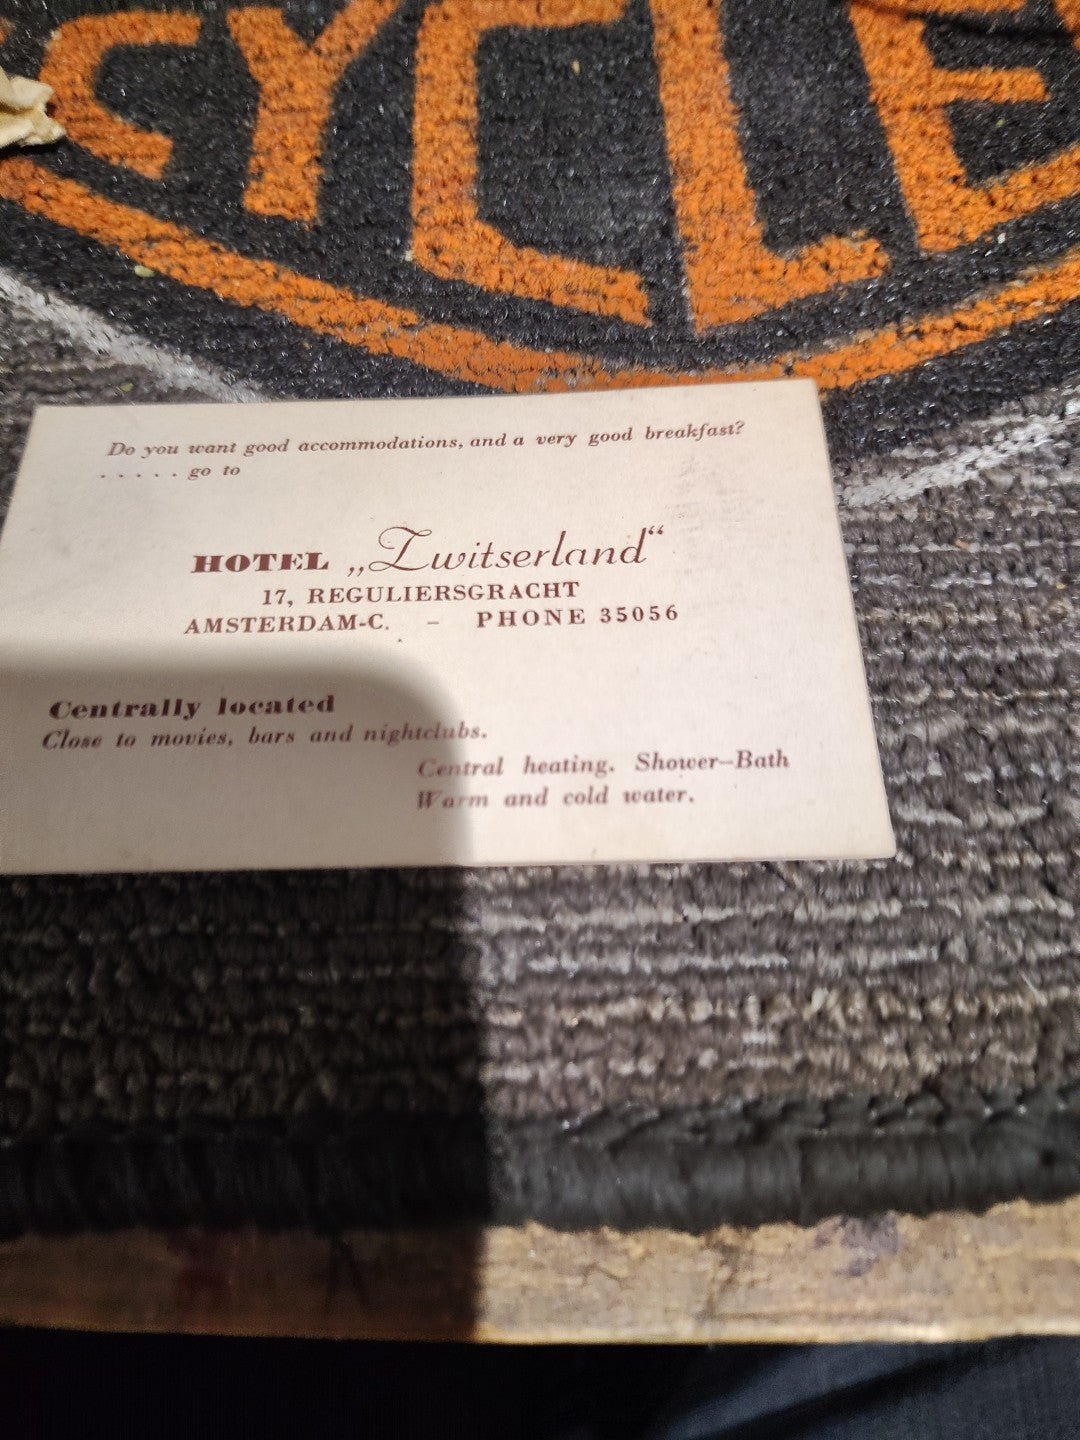 CYCLE
Do you want good accommodations, and a very good breakfast?
. . . . . go to
HOTEL „Zwitserland“
17, REGULIERSGRACHT
AMSTERDAM-C. – PHONE 35056
Centrally located
Close to movies, bars and nightclubs.
Central heating. Shower–Bath
Warm and cold water.